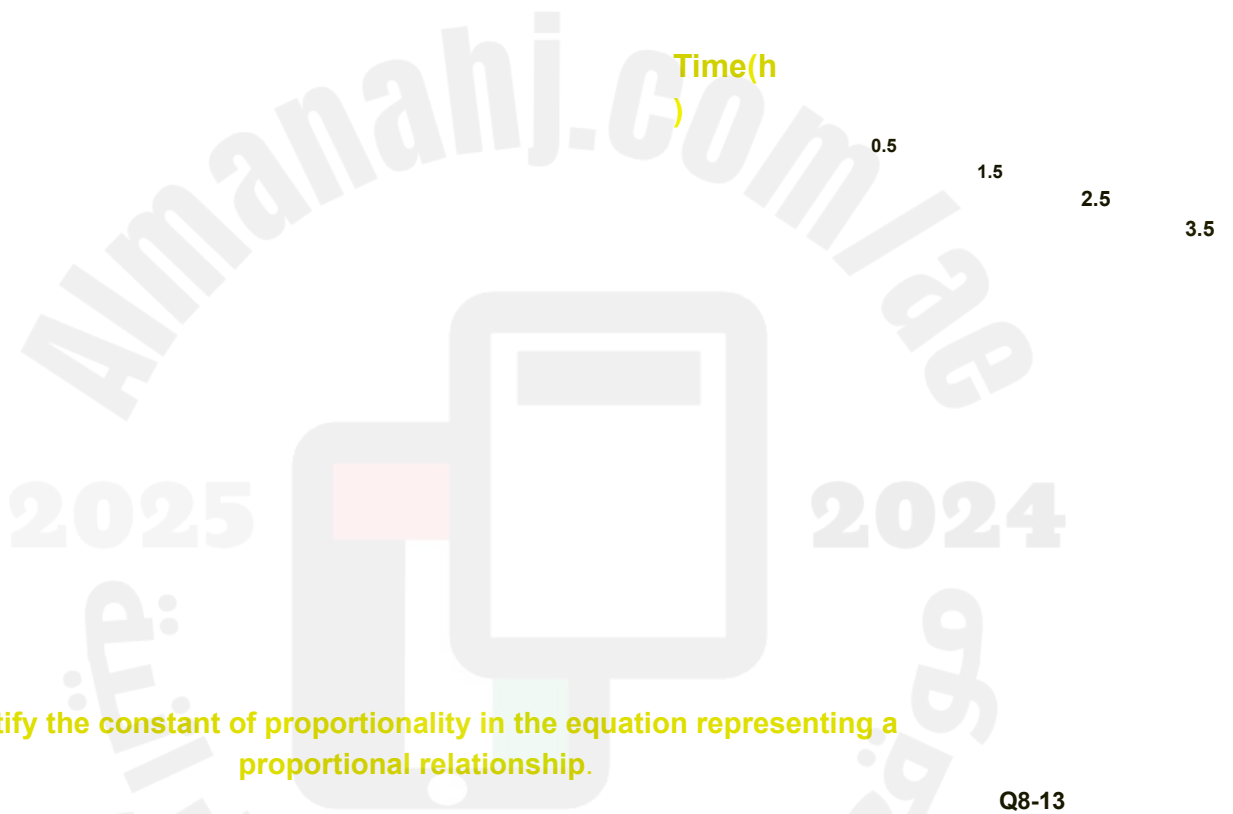 Time(h
)
0.5
1.5
2.5
3.5
Almanahj.com/ae
2025
2024
tify the constant of proportionality in the equation representing a
proportional relationship.
Q8-13